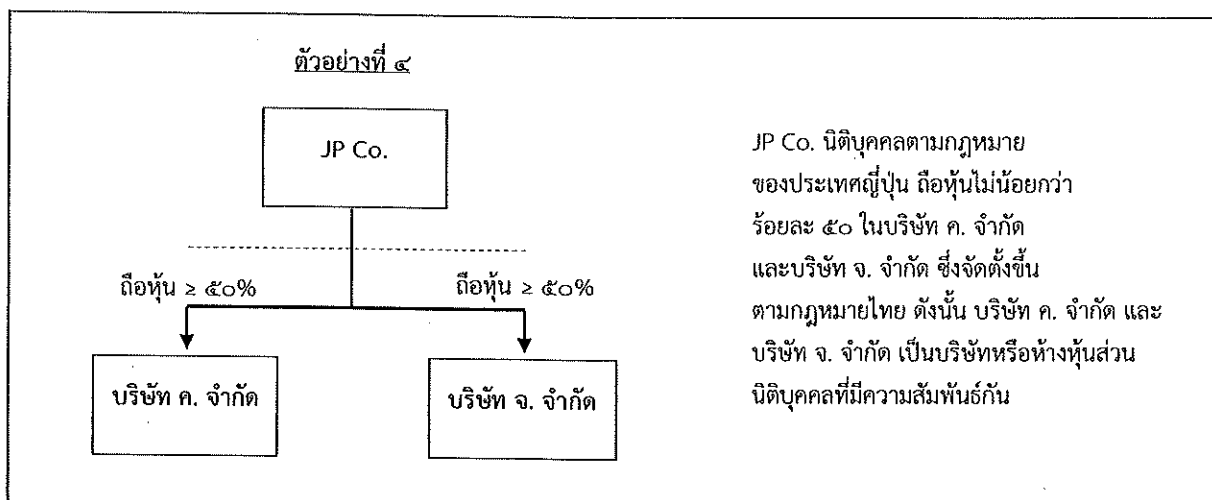 ตัวอย่างที่ ๔
JP Co.
ถือหุ้น ≥ ๕๐%
ถือหุ้น ≥ ๕๐%
บริษัท ค. จำกัด
บริษัท จ. จำกัด
JP Co. นิติบุคคลตามกฎหมาย
ของประเทศญี่ปุ่น ถือหุ้นไม่น้อยกว่า
ร้อยละ ๕๐ ในบริษัท ค. จำกัด
และบริษัท จ. จำกัด ซึ่งจัดตั้งขึ้น
ตามกฎหมายไทย ดังนั้น บริษัท ค. จำกัด และ
บริษัท จ. จำกัด เป็นบริษัทหรือห้างหุ้นส่วน
นิติบุคคลที่มีความสัมพันธ์กัน